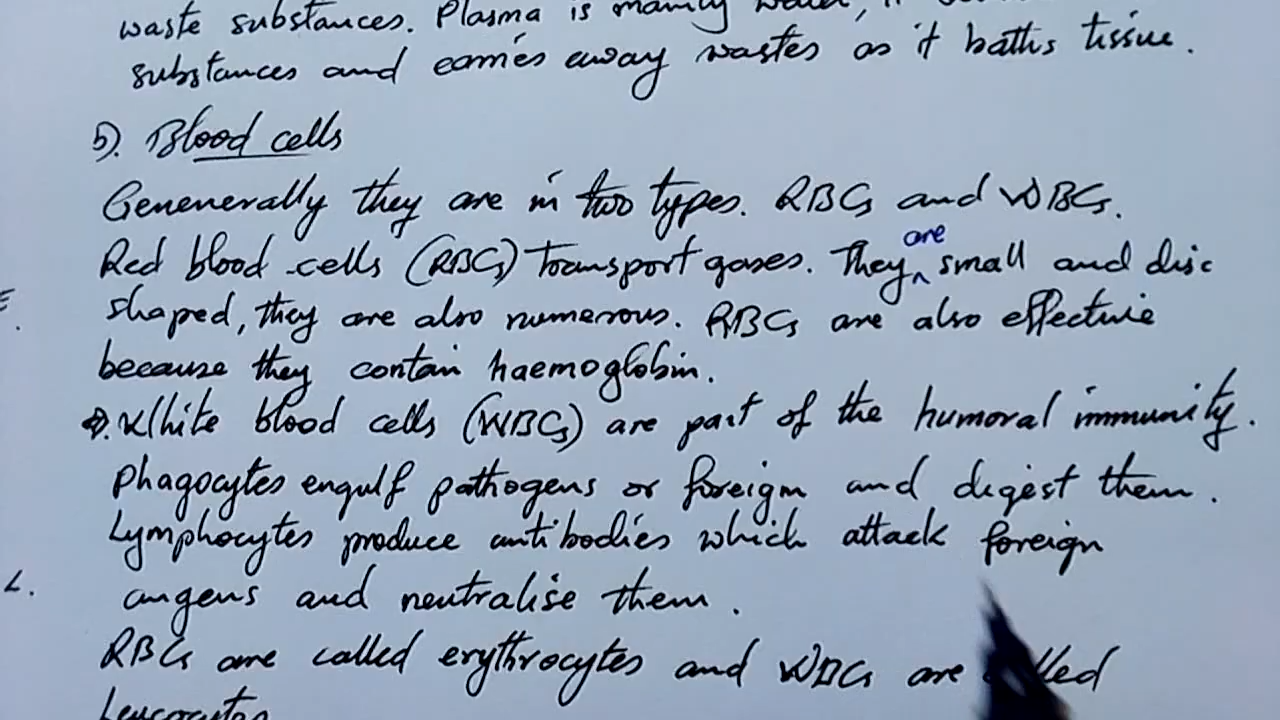 waste substances. Plasma is mainly water, it
substances and carries away wastes as it baths tissue.
5). Blood cells
Genenerally they are in two types. RBCs and WBCs.
Red blood cells (RBCs) transport gases. They are small and disc
shaped, they are also numerous. RBCs are also effective
because they contain haemoglobin.
White blood cells (WBCs) are part of the humoral immunity.
Phagocytes engulf pathogens or foreign and digest them.
Lymphocytes produce antibodies which attack foreign
angens and neutralise them.
RBCs are called erythrocytes and WBCs are called
Leucocytes